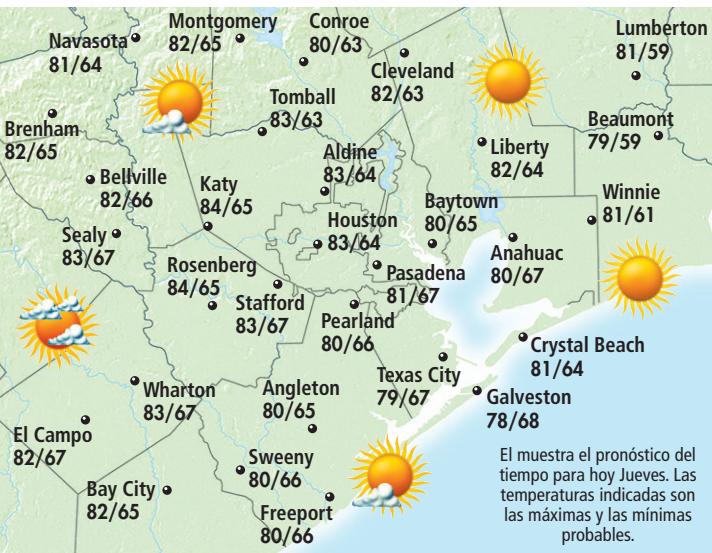 Montgomery
82/65
Conroe
80/63
Lumberton
81/59
Navasota
81/64
Cleveland
82/63
Tomball
83/63
Beaumont
79/59
Brenham
82/65
Aldine
83/64
Liberty
82/64
Bellville
82/66
Katy
84/65
Winnie
81/61
Baytown
80/65
Houston
83/64
Sealy
83/67
Anahuac
80/67
Rosenberg
84/65
Pasadena
81/67
Stafford
83/67
Pearland
80/66
Crystal Beach
81/64
Texas City
79/67
Wharton
83/67
Angleton
80/65
Galveston
78/68
El Campo
82/67
Sweeny
80/66
Bay City
82/65
Freeport
80/66
El muestra el pronóstico del
tiempo para hoy Jueves. Las
temperaturas indicadas son
las máximas y las mínimas
probables.